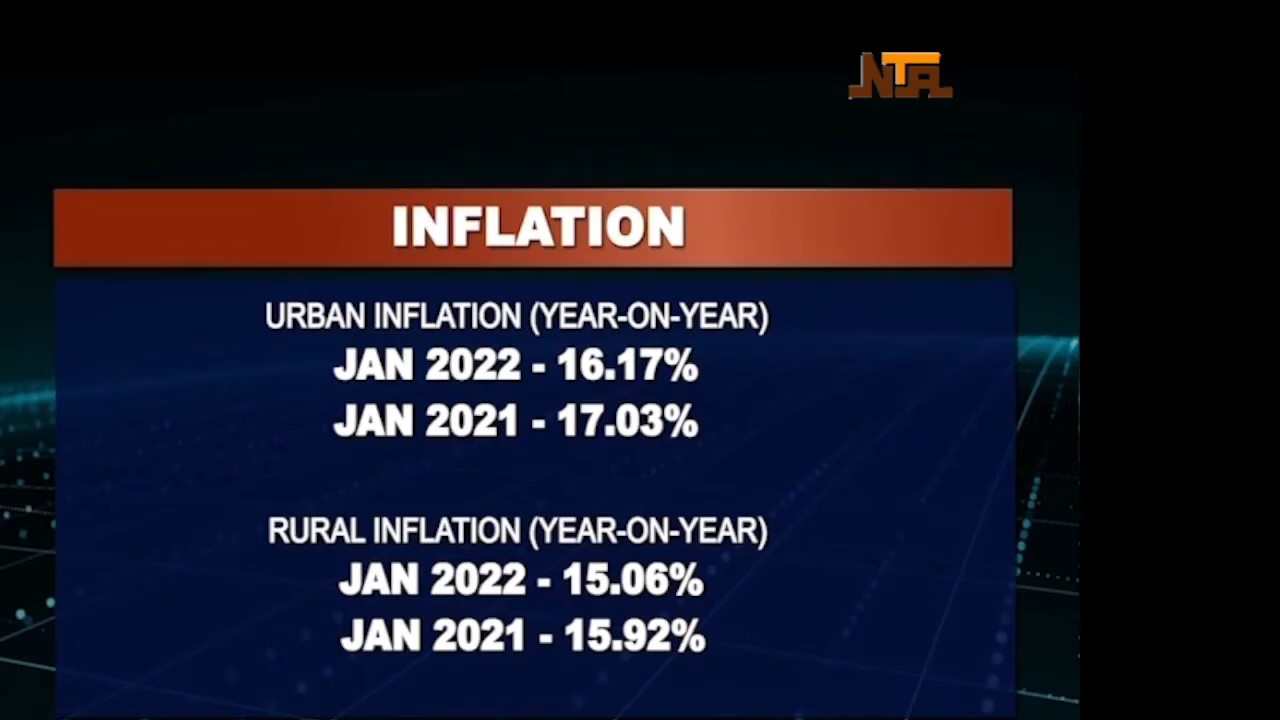 NTA
INFLATION
URBAN INFLATION (YEAR-ON-YEAR)
JAN 2022 - 16.17%
JAN 2021 - 17.03%
RURAL INFLATION (YEAR-ON-YEAR)
JAN 2022 - 15.06%
JAN 2021 - 15.92%